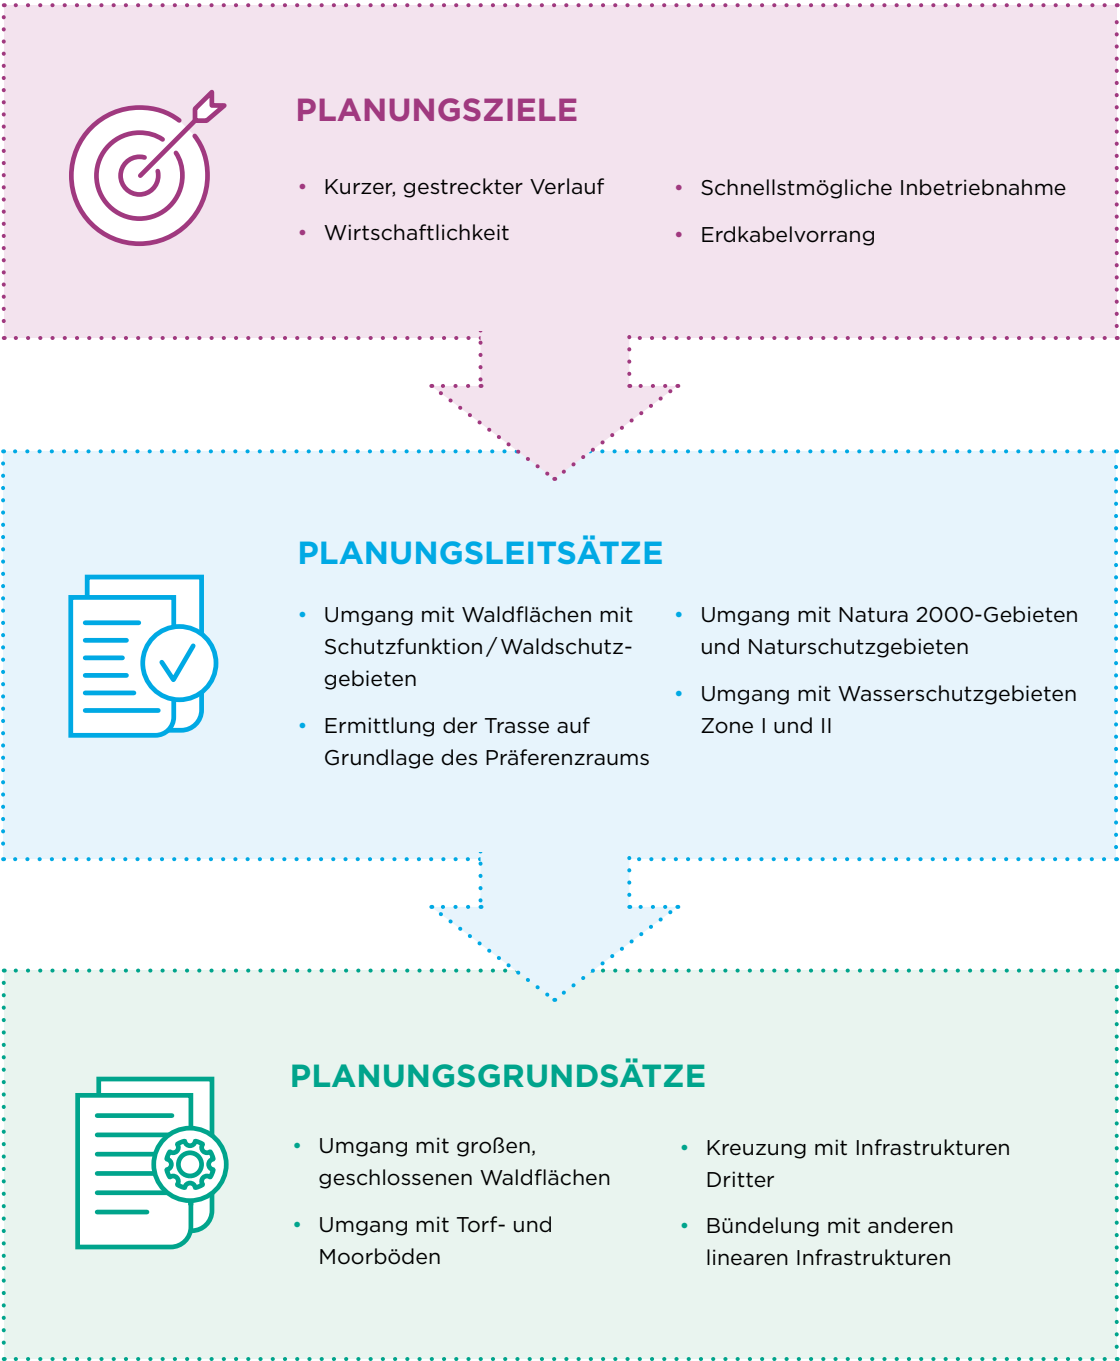 PLANUNGSZIELE
• Kurzer, gestreckter Verlauf
• Wirtschaftlichkeit
• Schnellstmögliche Inbetriebnahme
• Erdkabelvorrang
PLANUNGSLEITSÄTZE
• Umgang mit Waldflächen mit
Schutzfunktion / Waldschutz-
gebieten
• Ermittlung der Trasse auf
Grundlage des Präferenzraums
• Umgang mit Natura 2000-Gebieten
und Naturschutzgebieten
• Umgang mit Wasserschutzgebieten
Zone I und II
PLANUNGSGRUNDSÄTZE
• Umgang mit großen,
geschlossenen Waldflächen
• Umgang mit Torf- und
Moorböden
• Kreuzung mit Infrastrukturen
Dritter
• Bündelung mit anderen
linearen Infrastrukturen